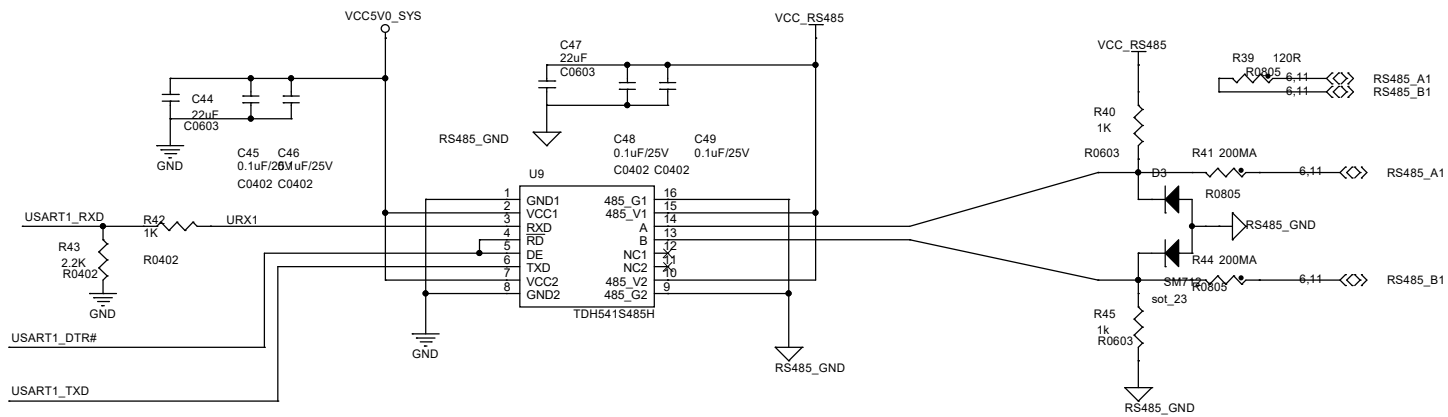 VCC5V0_SYS
VCC_RS485
C47
22uF
C0603
VCC_RS485
R39 120R
R0805
6,11
RS485_A1
6,11
RS485_B1
C44
22uF
C0603
R40
1K
R0603
RS485_GND
GND
C45 C46
0.1uF/25V 0.1uF/25V
C0402 C0402
C48 C49
0.1uF/25V 0.1uF/25V
C0402 C0402
R41 200MA
R0805
6,11
RS485_A1
D3
U9
1 GND1 485_G1 16
2 VCC1 485_V1 15
3 RXD A 14
4 RD B 13
5 DE NC1 12
6 TXD NC2 11
7 VCC2 485_V2 10
8 GND2 485_G2 9
TDH541S485H
USART1_RXD
R42
1K
R0402
URX1
R43
2.2K
R0402
GND
RS485_GND
R44 200MA
R0805
6,11
RS485_B1
SM712
sot_23
R45
1k
R0603
USART1_DTR#
GND
RS485_GND
USART1_TXD
RS485_GND